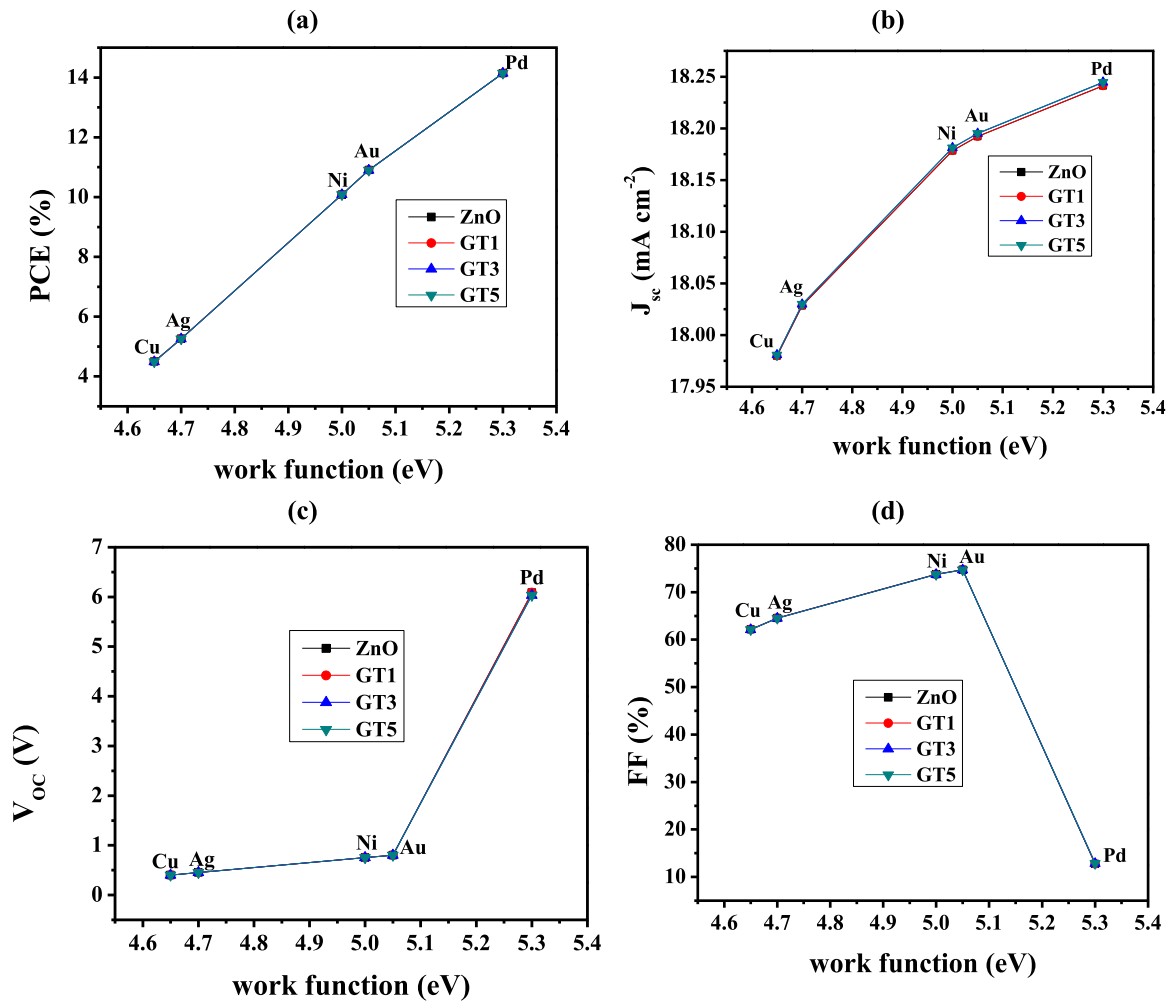 (a)
PCE (%)
14
12
10
8
6
4
Cu
Ag
Ni
Au
Pd
ZnO
GT1
GT3
GT5
4.6 4.7 4.8 4.9 5.0 5.1 5.2 5.3 5.4
work function (eV)
(b)
Jsc (mA cm-2)
18.25
18.20
18.15
18.10
18.05
18.00
17.95
Cu
Ag
Ni
Au
Pd
ZnO
GT1
GT3
GT5
4.6 4.7 4.8 4.9 5.0 5.1 5.2 5.3 5.4
work function (eV)
(c)
VOC (V)
7
6
5
4
3
2
1
0
Cu
Ag
Ni
Au
Pd
ZnO
GT1
GT3
GT5
4.6 4.7 4.8 4.9 5.0 5.1 5.2 5.3 5.4
work function (eV)
(d)
FF (%)
80
70
60
50
40
30
20
10
Cu
Ag
Ni
Au
Pd
ZnO
GT1
GT3
GT5
4.6 4.7 4.8 4.9 5.0 5.1 5.2 5.3 5.4
work function (eV)